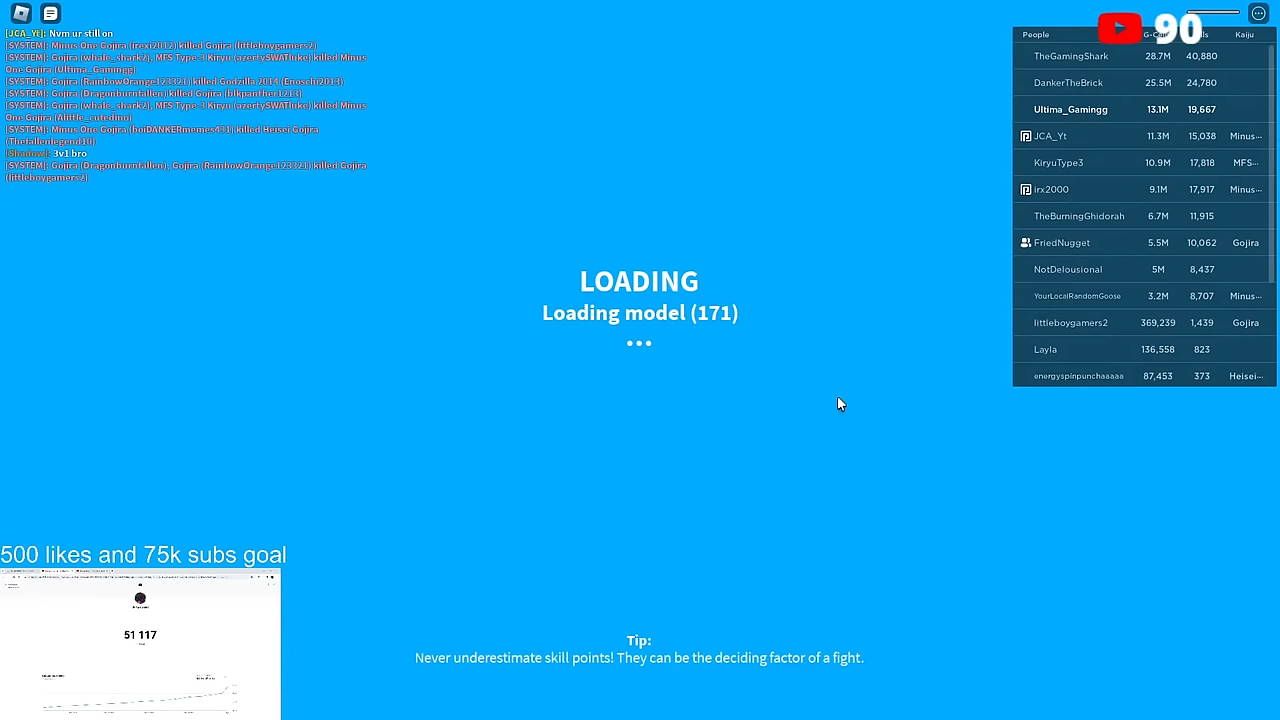 [JCA_Yt]: Nvm ur still on
[SYSTEM]: Minus One Gojira (irexi2012) killed Gojira (littleboygamers2)
[SYSTEM]: Gojira (whale_shark2), MFS Type-3 Kiryu (azertySWATluke) killed Minus
One Gojira (Ultima_Gamingg)
[SYSTEM]: Gojira (RainbowOrange123321) killed Godzilla 2014 (Enoschi2013)
[SYSTEM]: Gojira (Dragonburnfallen) killed Gojira (blkpanther1213)
[SYSTEM]: Gojira (whale_shark2), MFS Type-3 Kiryu (azertySWATluke) killed Minus
One Gojira (Alittle_cutedino)
[SYSTEM]: Minus One Gojira (boiDANKERmemes431) killed Heisei Gojira
(Thefallenlegend10)
[Shadow]: 3v1 bro
[SYSTEM]: Gojira (Dragonburnfallen), Gojira (RainbowOrange123321) killed Gojira
(littleboygamers2)
90
People Kaiju
TheGamingShark 28.7M 40,880
DankerTheBrick 25.5M 24,780
Ultima_Gamingg 13.1M 19,667
JCA_Yt 11.3M 15,038 Minus...
KiryuType3 10.9M 17,818 MFS...
Irx2000 9.1M 17,917 Minus...
TheBurningGhidorah 6.7M 11,915
FriedNugget 5.5M 10,062 Gojira
NotDelousional 5M 8,437
YourLocalRandomGoose 3.2M 8,707 Minus...
littleboygamers2 369,239 1,439 Gojira
Layla 136,558 823
energyspinpunchaaaaa 87,453 373 Heisei...
LOADING
Loading model (171)
...
500 likes and 75k subs goal
51 117
Tip:
Never underestimate skill points! They can be the deciding factor of a fight.